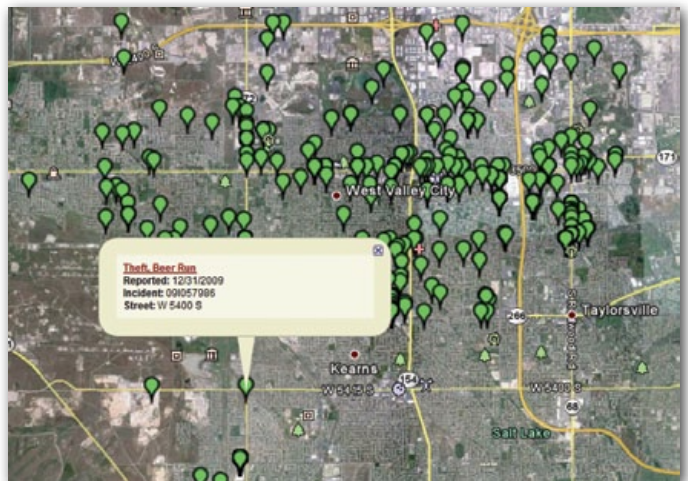 171
West Valley City
Theft, Beer Run
Reported: 12/31/2009
Incident: 09I057986
Street: W 5400 S
266
Taylorsville
Kearns
154
W 5400 S
68
Salt Lake